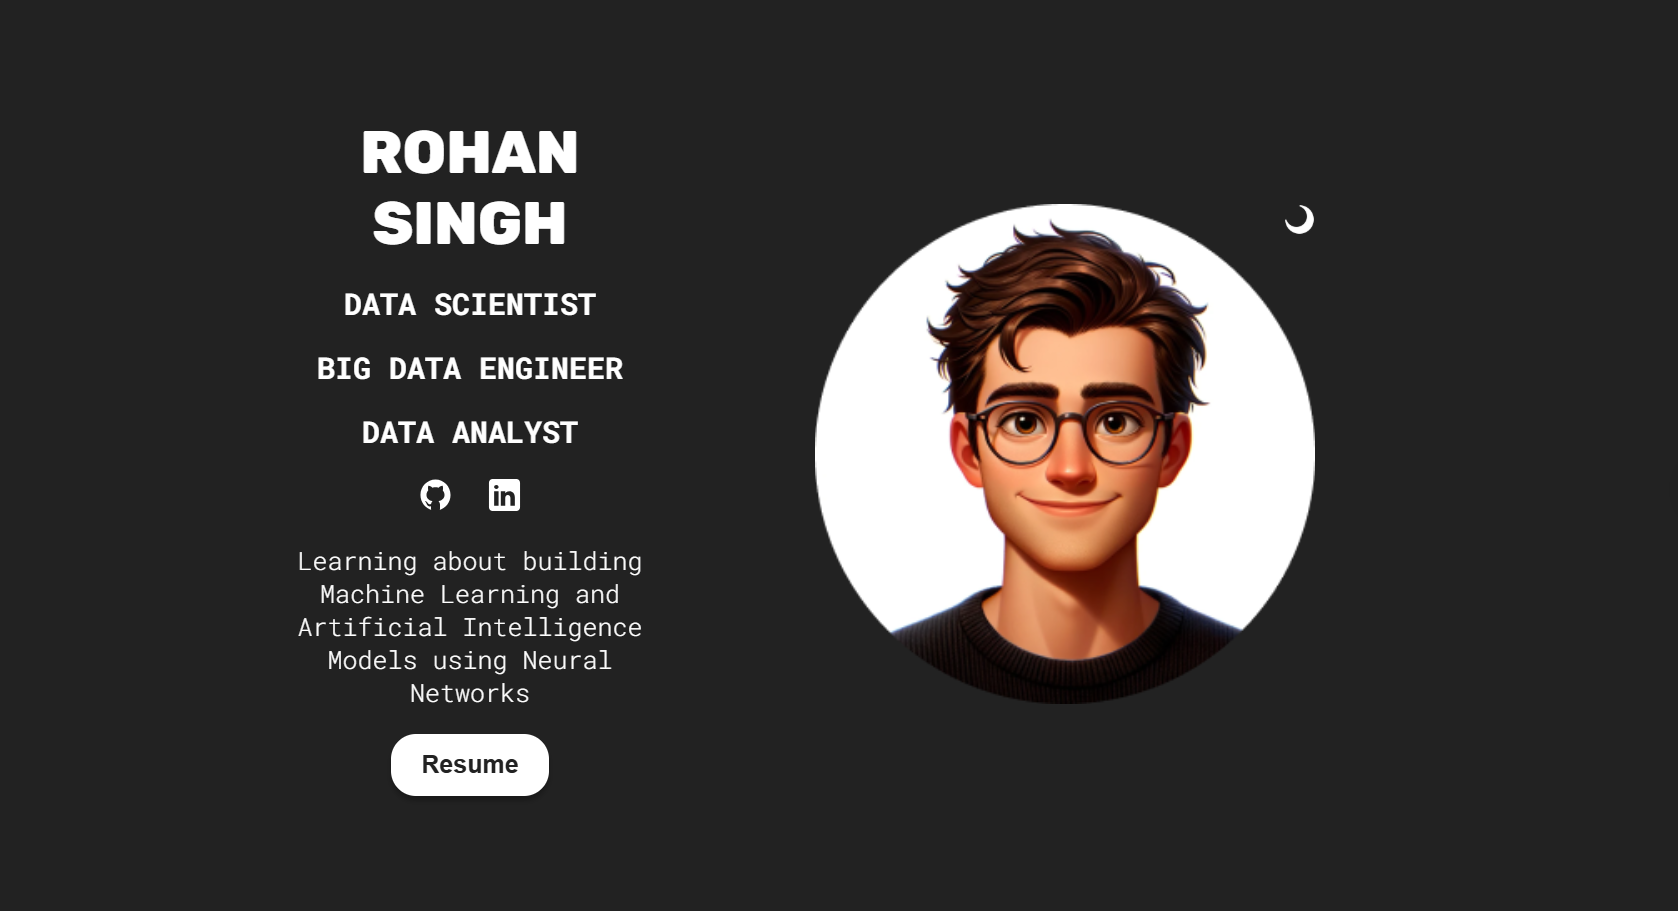 ROHAN
SINGH
DATA SCIENTIST
BIG DATA ENGINEER
DATA ANALYST
in
Learning about building
Machine Learning and
Artificial Intelligence
Models using Neural
Networks
Resume